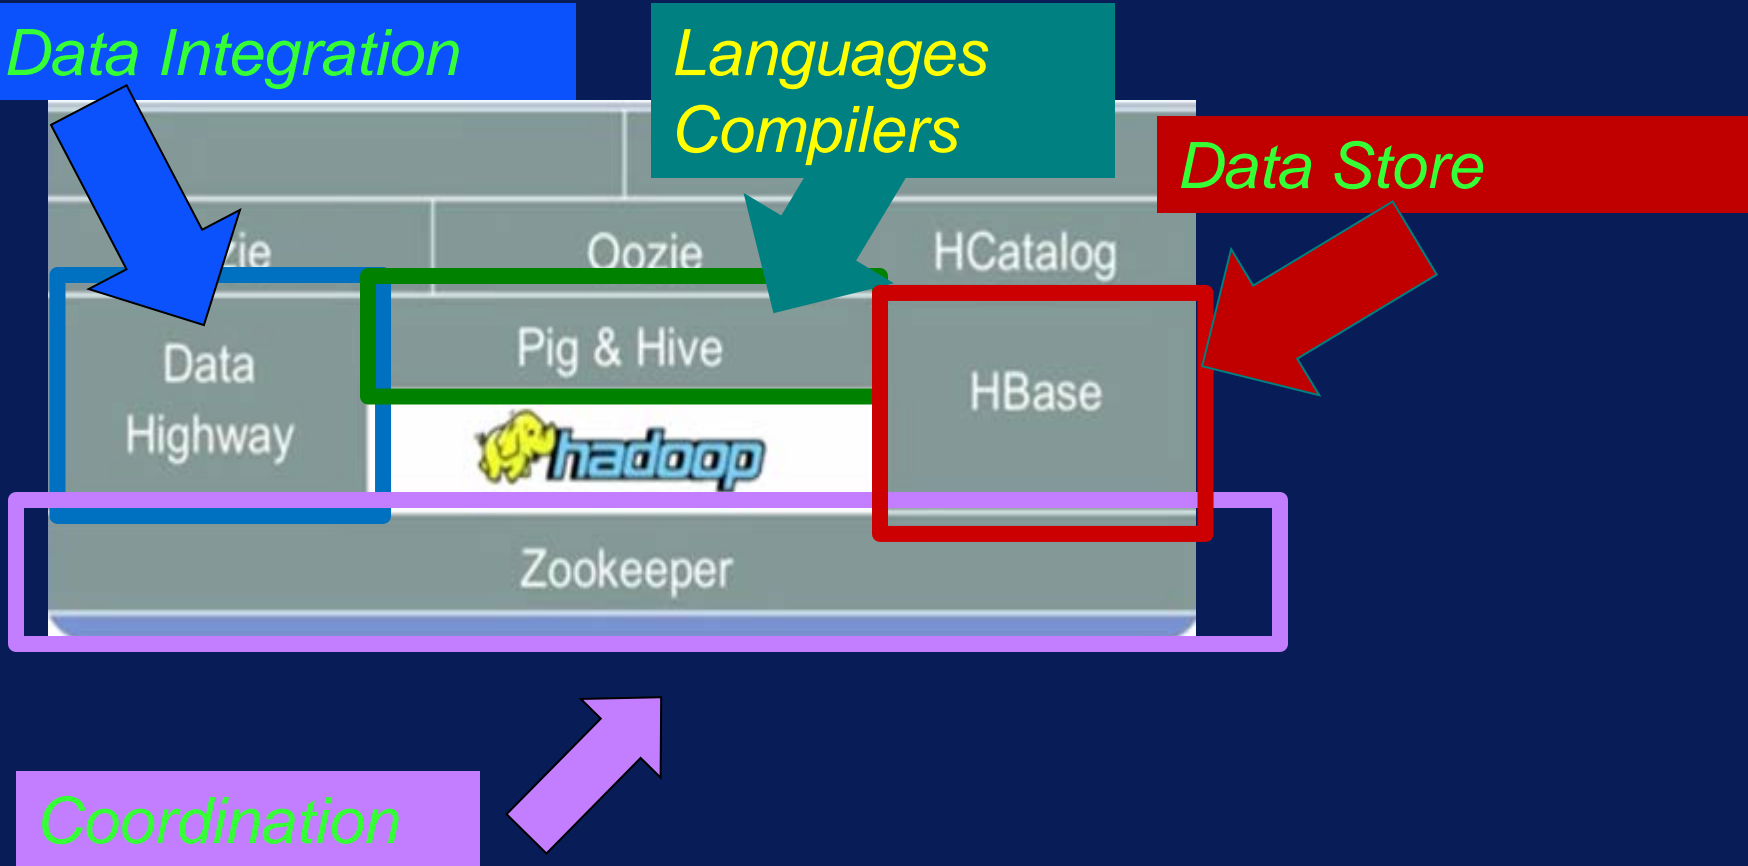 Data Integration
Languages
Compilers
Data Store
Oozie
HCatalog
Data
Highway
Pig & Hive
HBase
hadoop
Zookeeper
Coordination